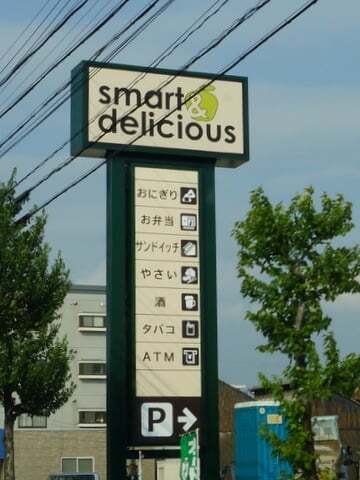 smart &
delicious
おにぎり
お弁当
サンドイッチ
やさい
酒
タバコ
ATM
P →